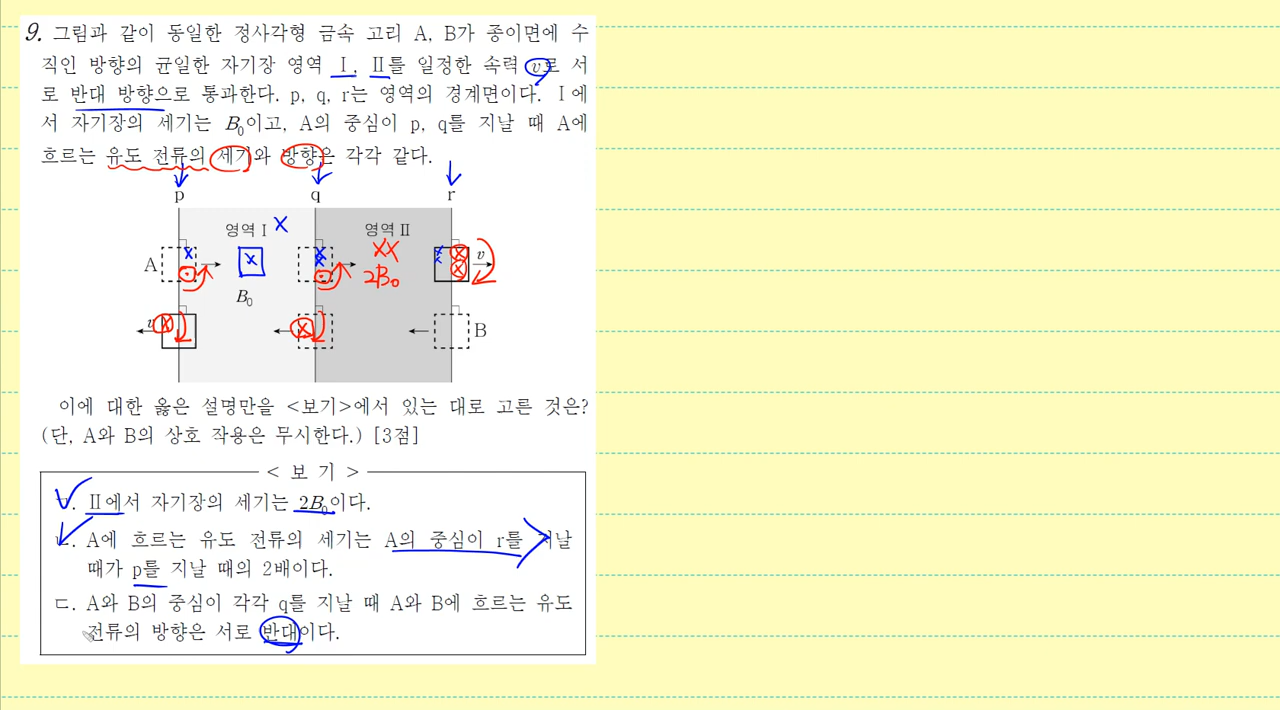 9. 그림과 같이 동일한 정사각형 금속 고리 A, B가 종이면에 수
직인 방향의 균일한 자기장 영역 Ⅰ, Ⅱ를 일정한 속력 v로 서
로 반대 방향으로 통과한다. p, q, r는 영역의 경계면이다. Ⅰ에
서 자기장의 세기는 B₀이고, A의 중심이 p, q를 지날 때 A에
흐르는 유도 전류의 세기와 방향은 각각 같다.
p q r
영역Ⅰ × 영역Ⅱ
××
A × × v
B₀ 2B₀
v × × B
이에 대한 옳은 설명만을 <보기>에서 있는 대로 고른 것은?
(단, A와 B의 상호 작용은 무시한다.) [3점]
< 보 기 >
ㄱ. Ⅱ에서 자기장의 세기는 2B₀이다.
ㄴ. A에 흐르는 유도 전류의 세기는 A의 중심이 r를 지날
때가 p를 지날 때의 2배이다.
ㄷ. A와 B의 중심이 각각 q를 지날 때 A와 B에 흐르는 유도
전류의 방향은 서로 반대이다.